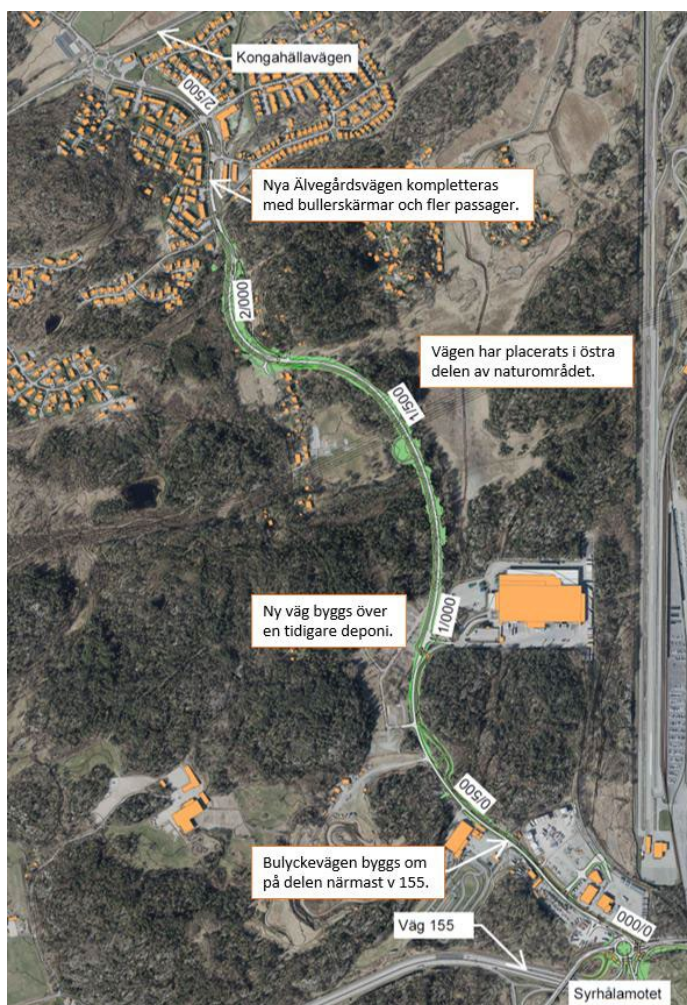 Kongahällavägen
2/500
Nya Älvegårdsvägen kompletteras
med bullerskärmar och fler passager.
2/000
Vägen har placerats i östra
delen av naturområdet.
1/500
Ny väg byggs över
en tidigare deponi.
1/000
0/500
Bulyckevägen byggs om
på delen närmast v 155.
0/000
Väg 155
Syrhålamotet